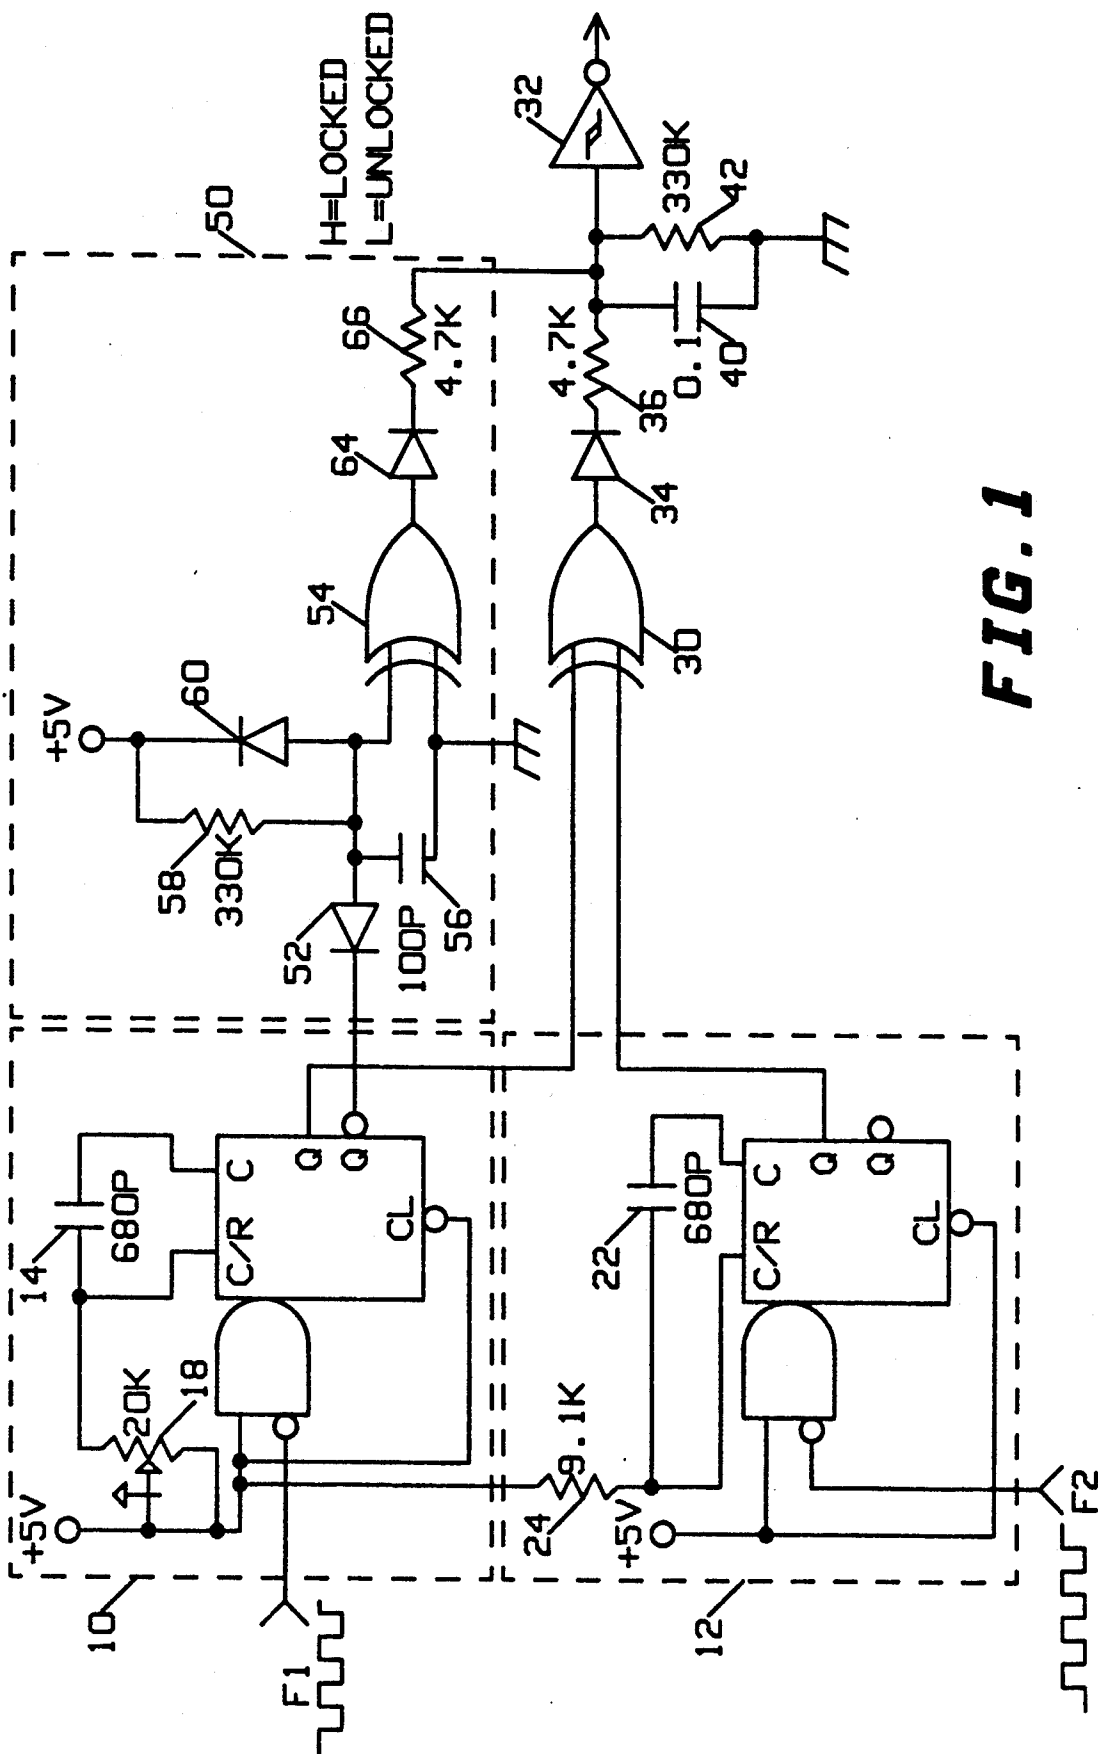 +5V
60
50
58
330K
54
64
66
4.7K
H=LOCKED
L=UNLOCKED
52
100P
56
14
680P
C
Q
Q
C/R
CL
20K
18
+5V
10
F1
30
34
4.7K
36
0.1
40
330K
42
32
24
9.1K
+5V
22
680P
C
Q
Q
C/R
CL
12
F2
FIG. 1